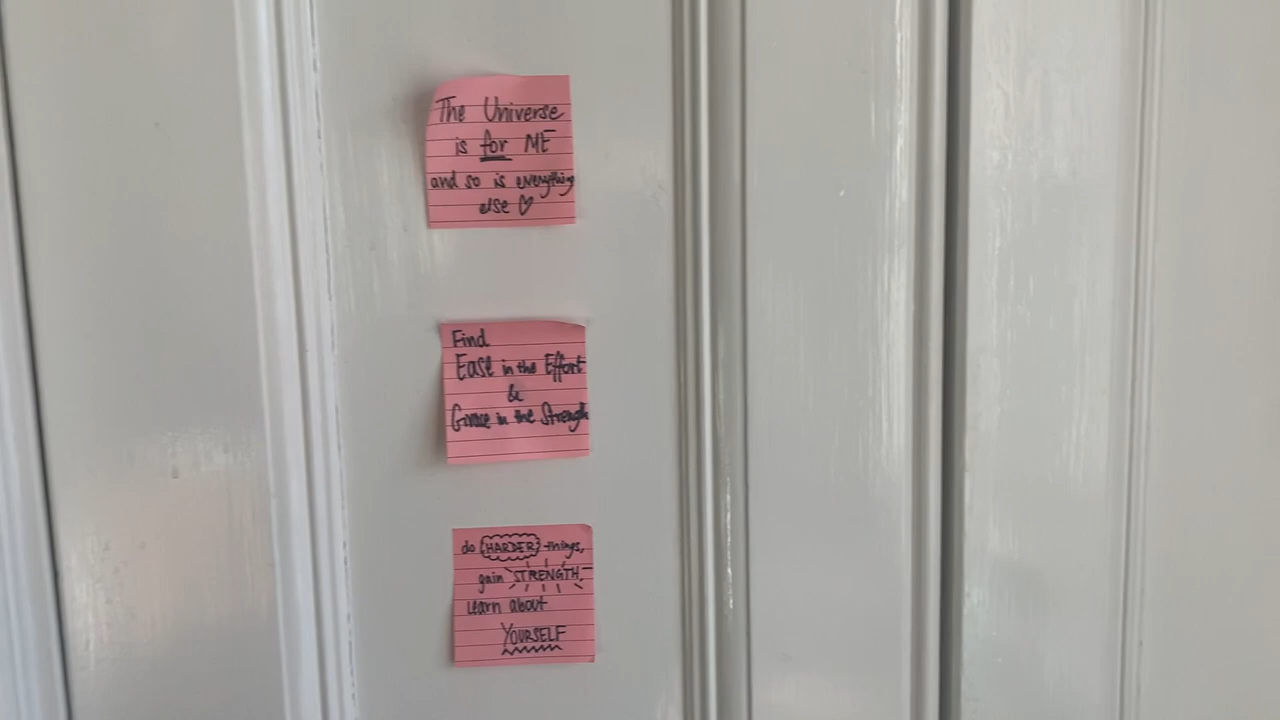 The Universe
is for ME
and so is everything
else ♡
Find
Ease in the Effort
&
Grace in the Strength
do HARDER things,
gain STRENGTH,
learn about
YOURSELF